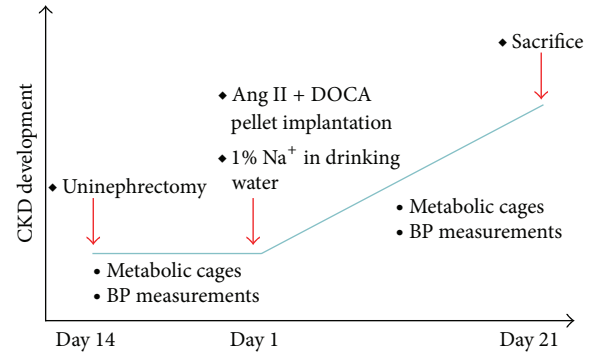 CKD development
◆ Sacrifice
◆ Ang II + DOCA
pellet implantation
◆ 1% Na⁺ in drinking
water
◆ Uninephrectomy
• Metabolic cages
• BP measurements
• Metabolic cages
• BP measurements
Day 14
Day 1
Day 21